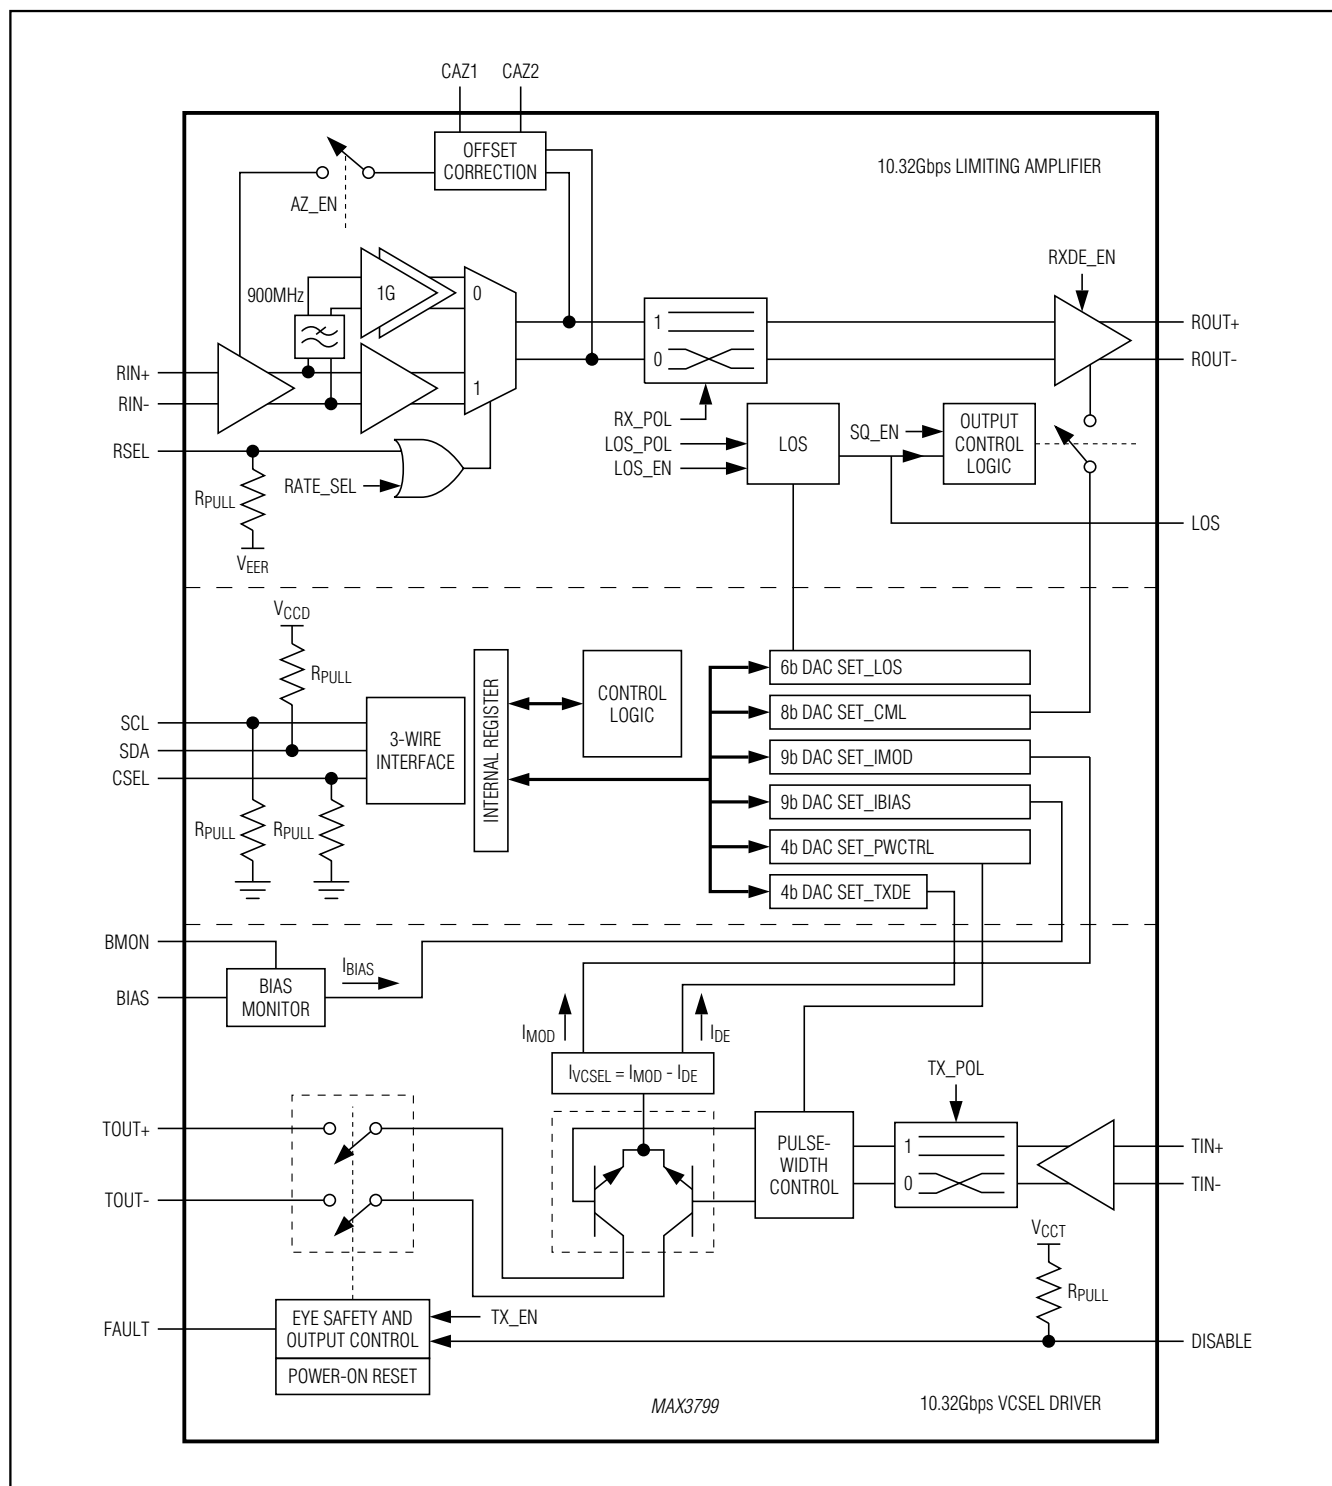 CAZ1 CAZ2
OFFSET
CORRECTION
10.32Gbps LIMITING AMPLIFIER
AZ_EN
RXDE_EN
900MHz
1G
0
1
1
0
ROUT+
ROUT-
RIN+
RIN-
RX_POL
LOS_POL
LOS_EN
LOS
SQ_EN
OUTPUT
CONTROL
LOGIC
RSEL
RATE_SEL
RPULL
VEER
LOS
VCCD
RPULL
SCL
SDA
CSEL
3-WIRE
INTERFACE
INTERNAL REGISTER
CONTROL
LOGIC
6b DAC SET_LOS
8b DAC SET_CML
9b DAC SET_IMOD
9b DAC SET_IBIAS
4b DAC SET_PWCTRL
4b DAC SET_TXDE
RPULL
RPULL
BMON
BIAS
BIAS
MONITOR
IBIAS
IMOD
IDE
IVCSEL = IMOD - IDE
TX_POL
TOUT+
TOUT-
PULSE-
WIDTH
CONTROL
1
0
TIN+
TIN-
VCCT
RPULL
FAULT
EYE SAFETY AND
OUTPUT CONTROL
TX_EN
DISABLE
POWER-ON RESET
MAX3799
10.32Gbps VCSEL DRIVER